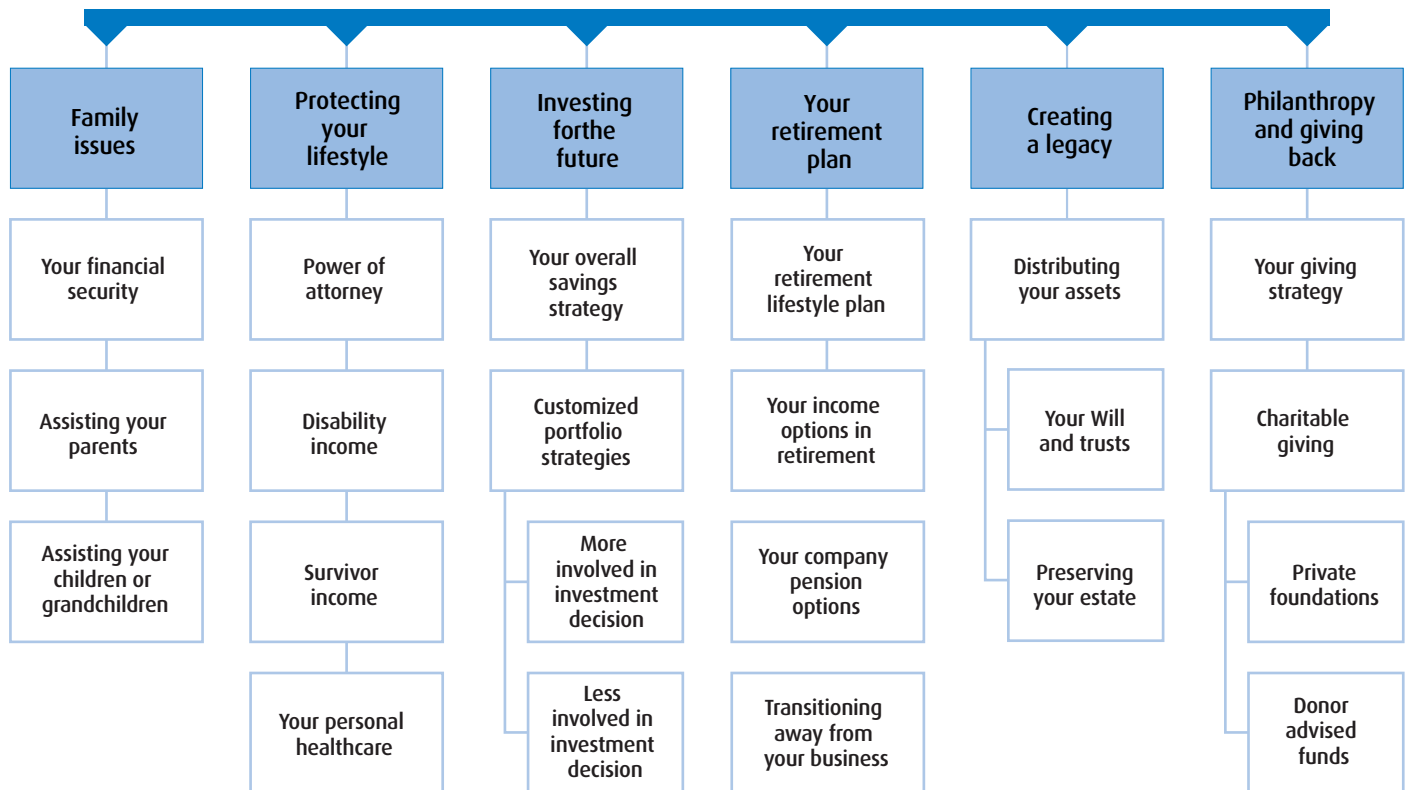 Family
issues
Your financial
security
Assisting your
parents
Assisting your
children or
grandchildren
Protecting
your
lifestyle
Power of
attorney
Disability
income
Survivor
income
Your personal
healthcare
Investing
forthe
future
Your overall
savings
strategy
Customized
portfolio
strategies
More
involved in
investment
decision
Less
involved in
investment
decision
Your
retirement
plan
Your
retirement
lifestyle plan
Your income
options in
retirement
Your company
pension
options
Transitioning
away from
your business
Creating
a legacy
Distributing
your assets
Your Will
and trusts
Preserving
your estate
Philanthropy
and giving
back
Your giving
strategy
Charitable
giving
Private
foundations
Donor
advised
funds